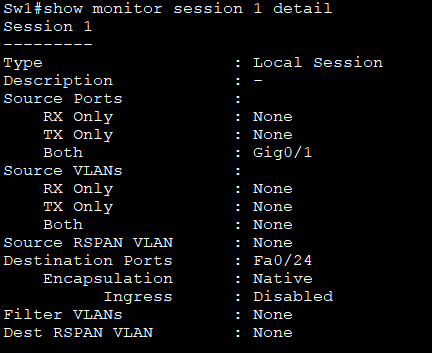 Sw1#show monitor session 1 detail
Session 1
---------
Type                   : Local Session
Description            : -
Source Ports           :
    RX Only            : None
    TX Only            : None
    Both               : Gig0/1
Source VLANs           :
    RX Only            : None
    TX Only            : None
    Both               : None
Source RSPAN VLAN      : None
Destination Ports      : Fa0/24
    Encapsulation      : Native
          Ingress      : Disabled
Filter VLANs           : None
Dest RSPAN VLAN        : None